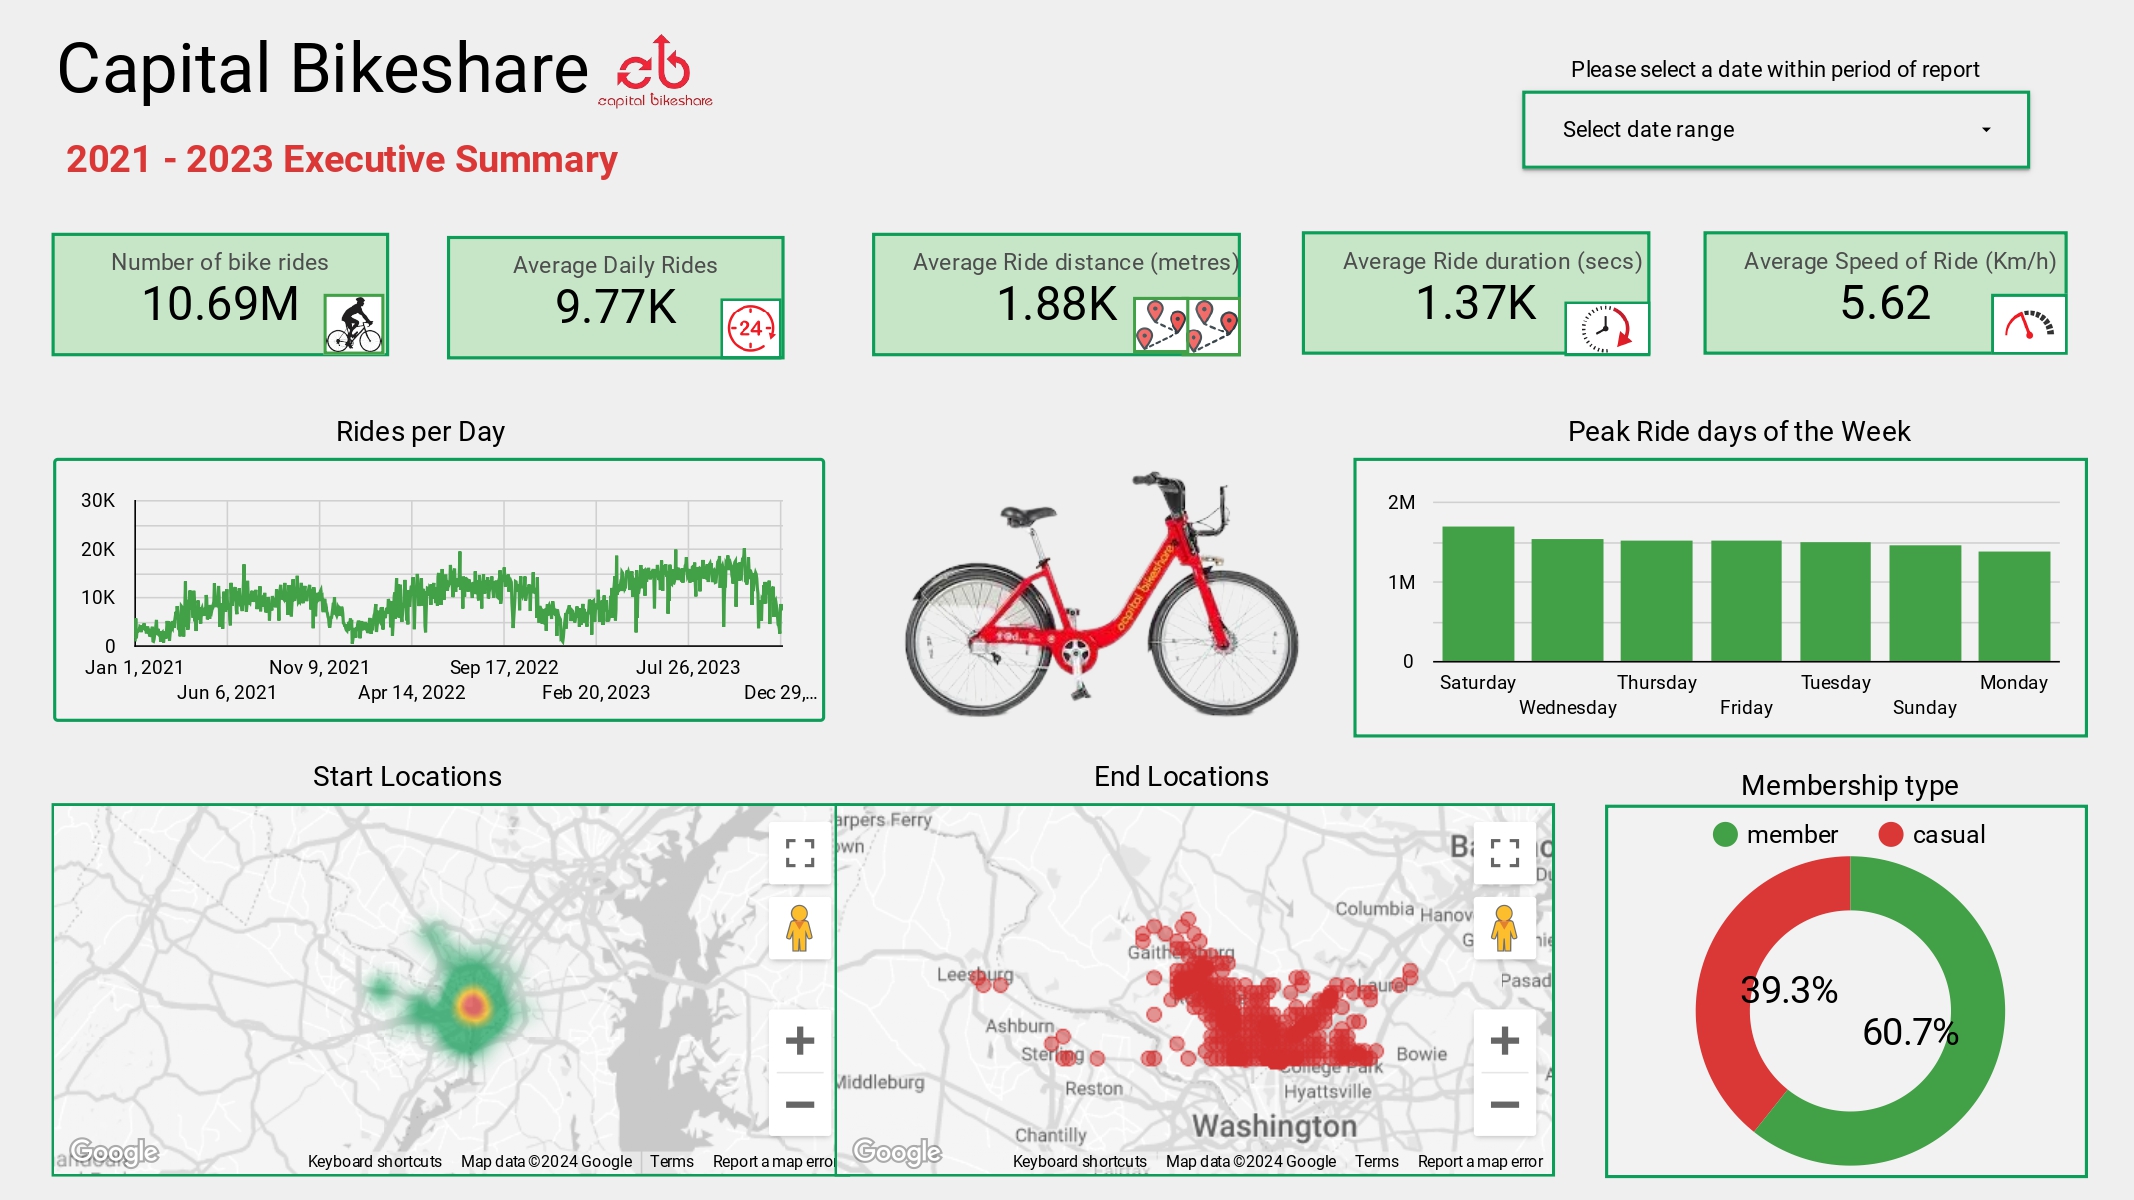 Capital Bikeshare
capital bikeshare
2021 - 2023 Executive Summary
Please select a date within period of report
Select date range
Number of bike rides
10.69M
Average Daily Rides
9.77K
24
Average Ride distance (metres)
1.88K
Average Ride duration (secs)
1.37K
Average Speed of Ride (Km/h)
5.62
Rides per Day
30K
20K
10K
0
Jan 1, 2021
Nov 9, 2021
Sep 17, 2022
Jul 26, 2023
Jun 6, 2021
Apr 14, 2022
Feb 20, 2023
Dec 29,...
capital bikeshare
Peak Ride days of the Week
2M
1M
0
Saturday
Thursday
Tuesday
Monday
Wednesday
Friday
Sunday
Start Locations
Google
Keyboard shortcuts
Map data ©2024 Google
Terms
Report a map error
End Locations
arpers Ferry
own
Columbia
Hanov
Leesburg
Laurel
Pasad
Ashburn
Sterling
Bowie
Reston
College Park
Middleburg
Hyattsville
Washington
Chantilly
Google
Keyboard shortcuts
Map data ©2024 Google
Terms
Report a map error
Membership type
member
casual
39.3%
60.7%